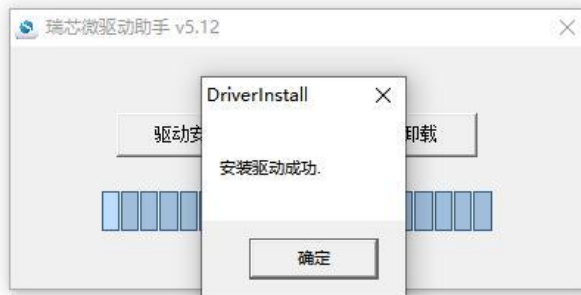 瑞芯微驱动助手 v5.12
DriverInstall
驱动安
卸载
安装驱动成功.
确定